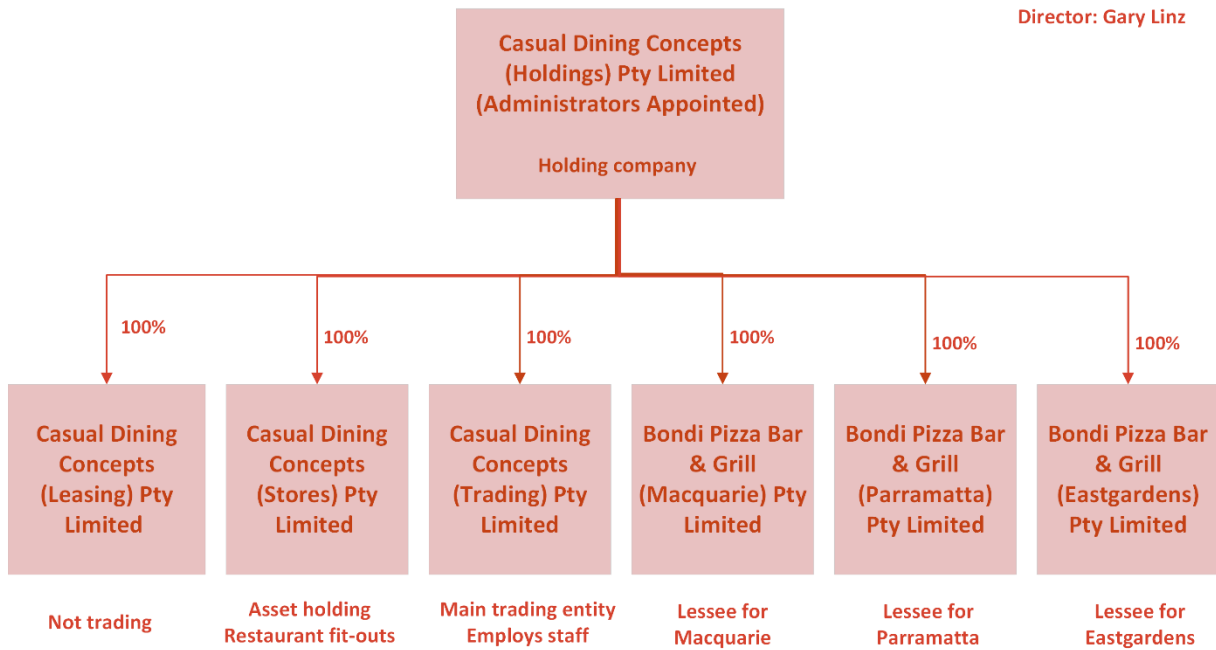 Director: Gary Linz
Casual Dining Concepts
(Holdings) Pty Limited
(Administrators Appointed)
Holding company
100%
100%
100%
100%
100%
100%
Casual Dining
Concepts
(Leasing) Pty
Limited
Casual Dining
Concepts
(Stores) Pty
Limited
Casual Dining
Concepts
(Trading) Pty
Limited
Bondi Pizza Bar
& Grill
(Macquarie) Pty
Limited
Bondi Pizza Bar
& Grill
(Parramatta)
Pty Limited
Bondi Pizza Bar
& Grill
(Eastgardens)
Pty Limited
Not trading
Asset holding
Restaurant fit-outs
Main trading entity
Employs staff
Lessee for
Macquarie
Lessee for
Parramatta
Lessee for
Eastgardens